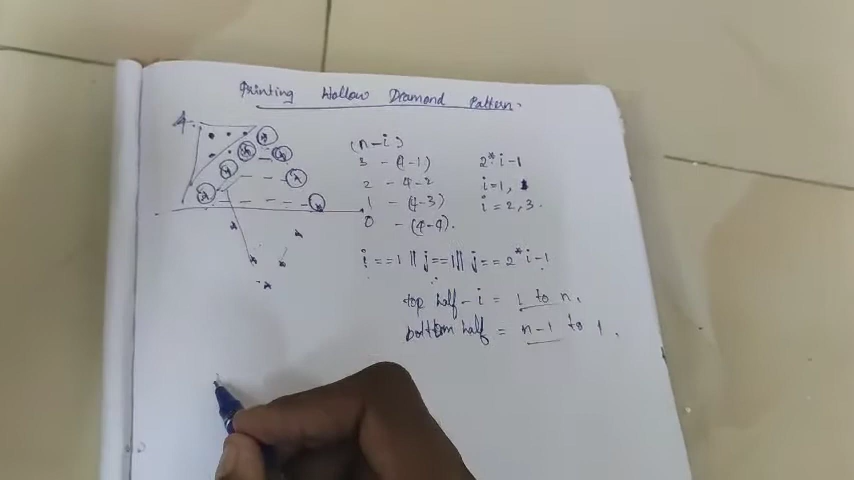 Printing Hollow Diamond Pattern.
4.
(n-i)
3 - (4-1) 2*i-1
2 - 4-2 i=1,
1 - (4-3) i=2, 3.
0 - (4-4).
i==1 || j==1 || j==2*i-1
top half - i = 1 to n.
bottom half = n-1 to 1.